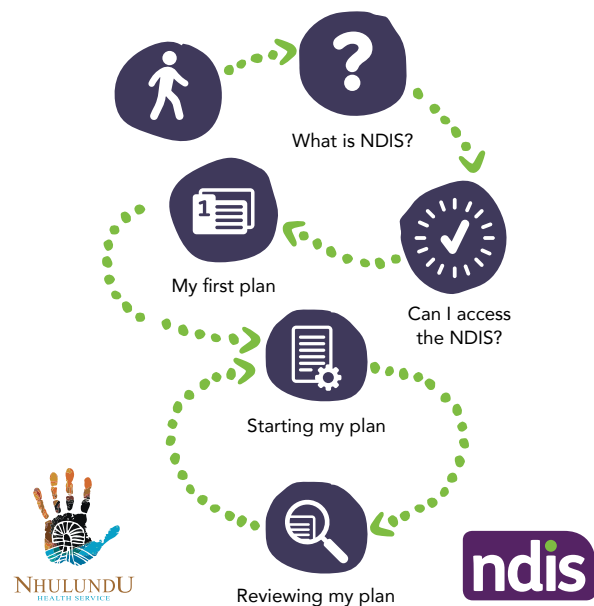 What is NDIS?
1
My first plan
Can I access
the NDIS?
Starting my plan
Reviewing my plan
NHULUNDU
HEALTH SERVICE
ndis